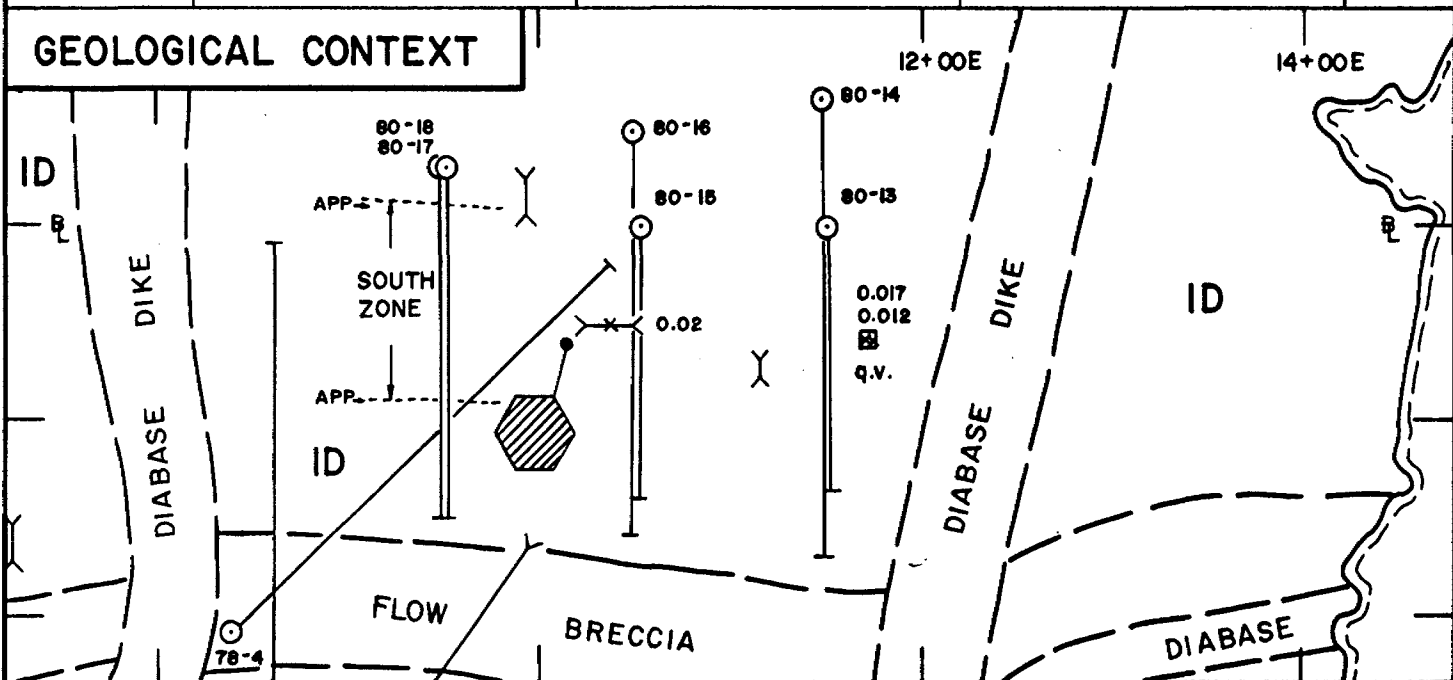 GEOLOGICAL CONTEXT
12+00E
14+00E
80-14
80-18
80-17
80-16
ID
APP.
80-15
80-13
BL
BL
DIABASE DIKE
SOUTH
ZONE
DIABASE DIKE
ID
0.017
0.012
0.02
q.v.
APP.
ID
FLOW BRECCIA
DIABASE
78-4